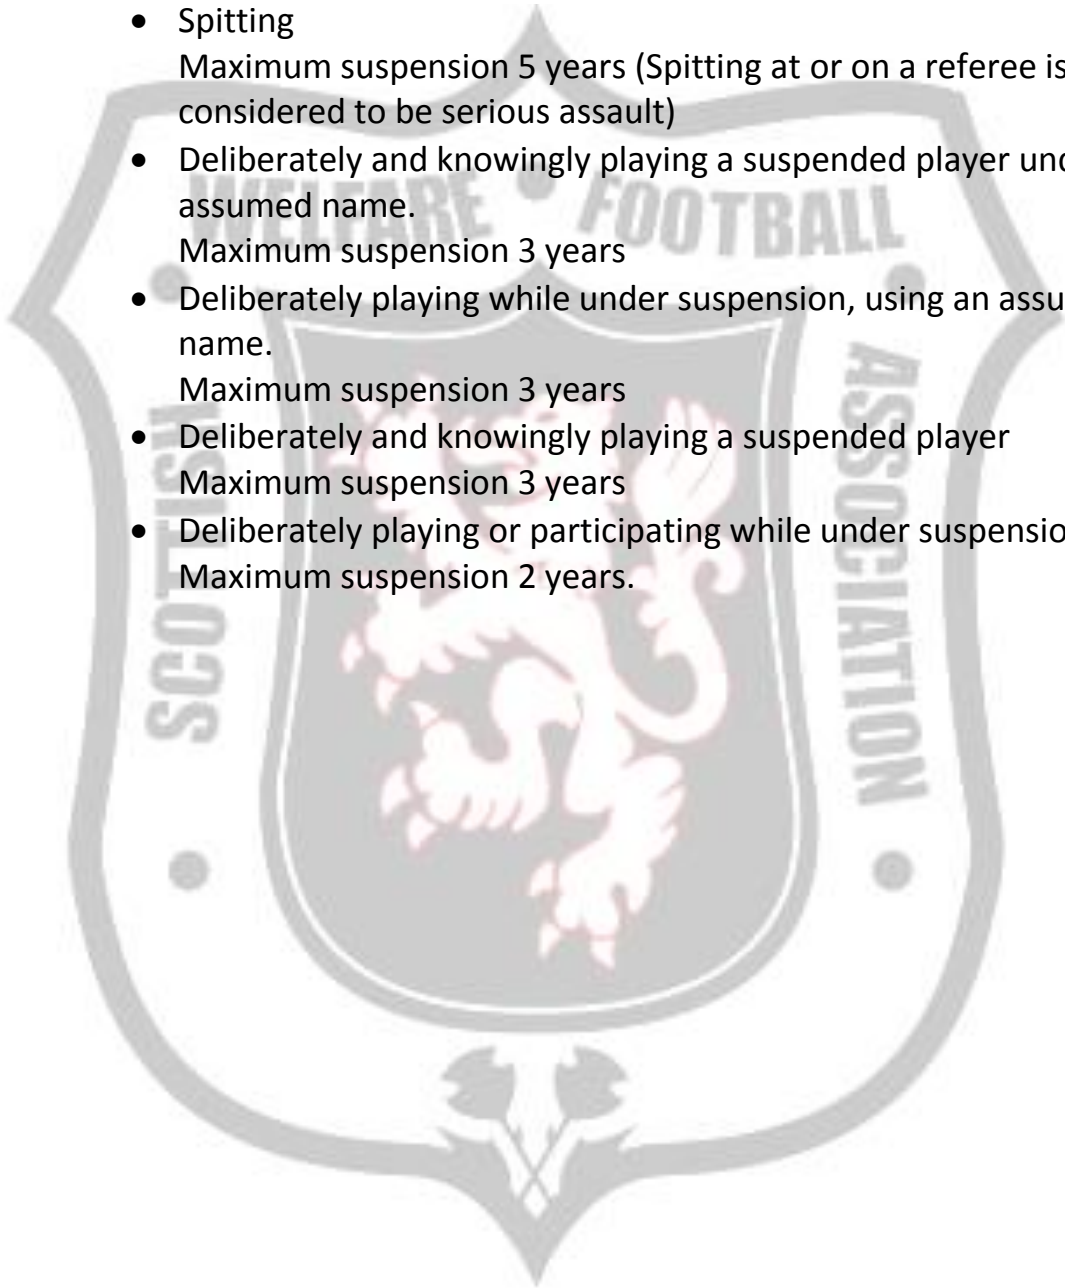 • Spitting
Maximum suspension 5 years (Spitting at or on a referee is
considered to be serious assault)
• Deliberately and knowingly playing a suspended player
assumed name.
Maximum suspension 3 years
• Deliberately playing while under suspension, using an
name.
Maximum suspension 3 years
• Deliberately and knowingly playing a suspended player
Maximum suspension 3 years
• Deliberately playing or participating while under
Maximum suspension 2 years.
SCOTTISH • WELFARE • FOOTBALL • ASSOCIATION •